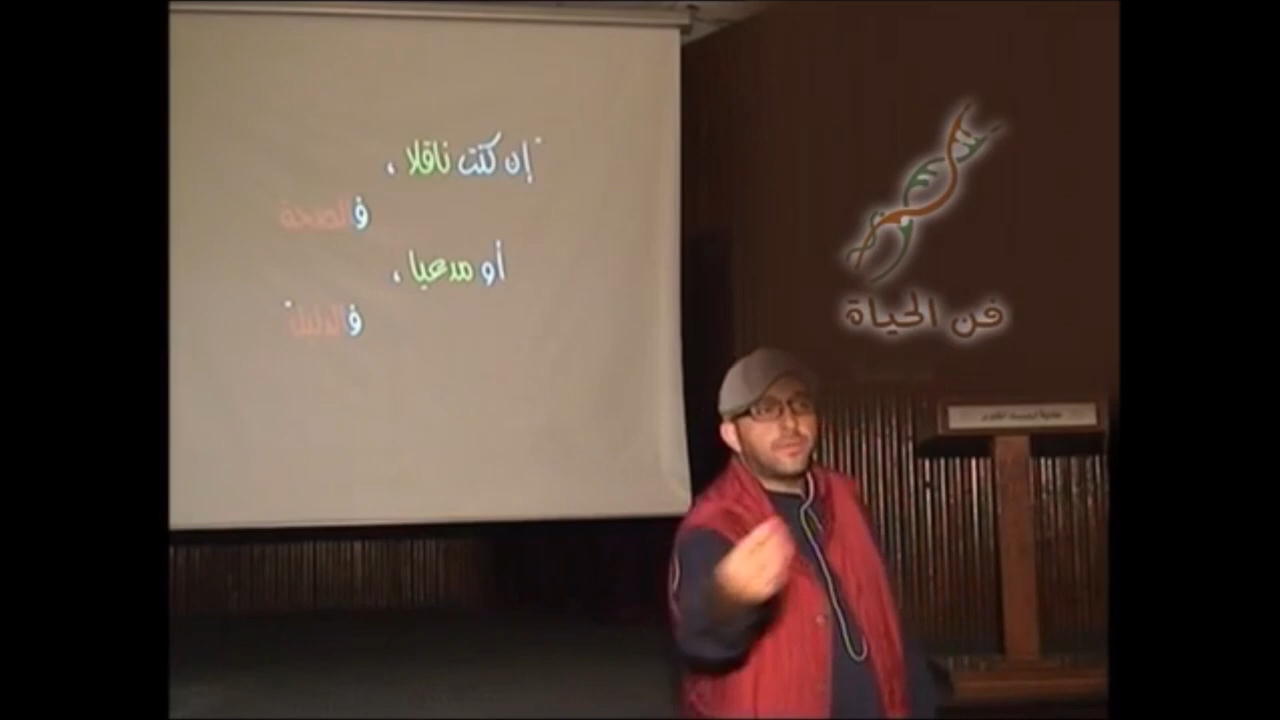 "إن كنت ناقلا ،
فالصحة
أو مدعيا ،
فالدليل"
فن الحياة